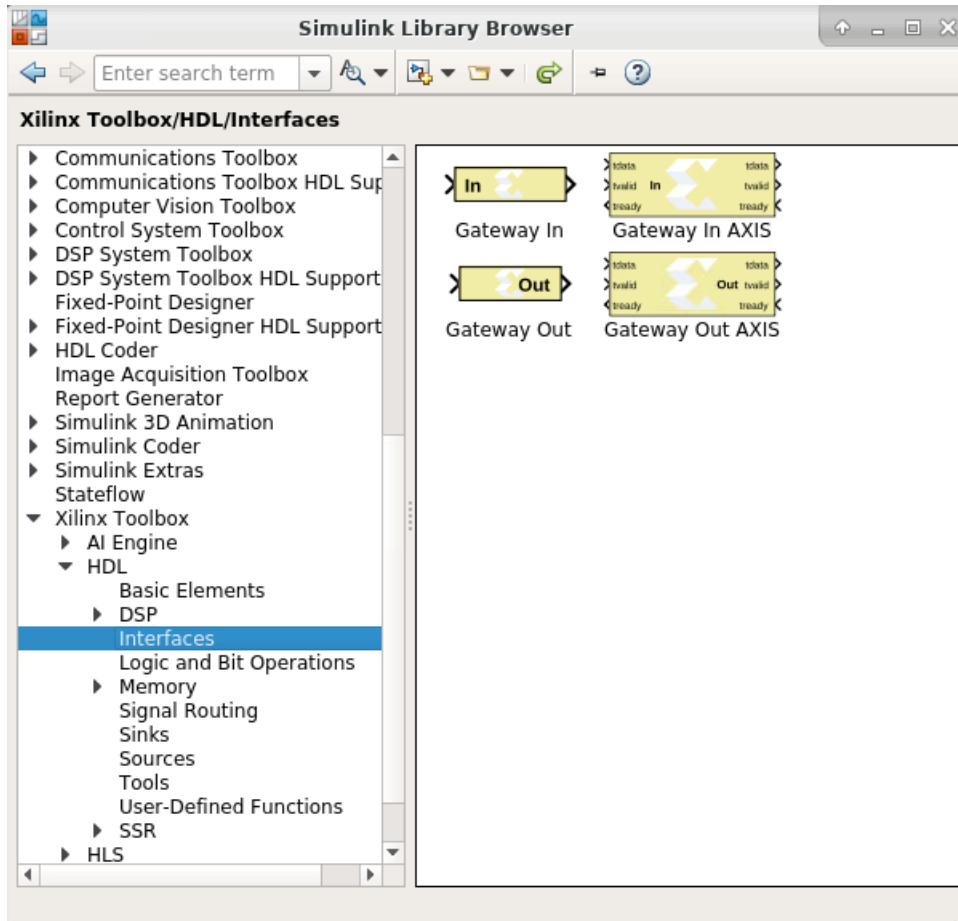 Simulink Library Browser
Enter search term
Xilinx Toolbox/HDL/Interfaces
Communications Toolbox
Communications Toolbox HDL Sup
Computer Vision Toolbox
Control System Toolbox
DSP System Toolbox
DSP System Toolbox HDL Support
Fixed-Point Designer
Fixed-Point Designer HDL Support
HDL Coder
Image Acquisition Toolbox
Report Generator
Simulink 3D Animation
Simulink Coder
Simulink Extras
Stateflow
Xilinx Toolbox
AI Engine
HDL
Basic Elements
DSP
Interfaces
Logic and Bit Operations
Memory
Signal Routing
Sinks
Sources
Tools
User-Defined Functions
SSR
HLS
In
Gateway In
tdata tdata
tvalid In tvalid
tready tready
Gateway In AXIS
Out
Gateway Out
tdata tdata
tvalid Out tvalid
tready tready
Gateway Out AXIS